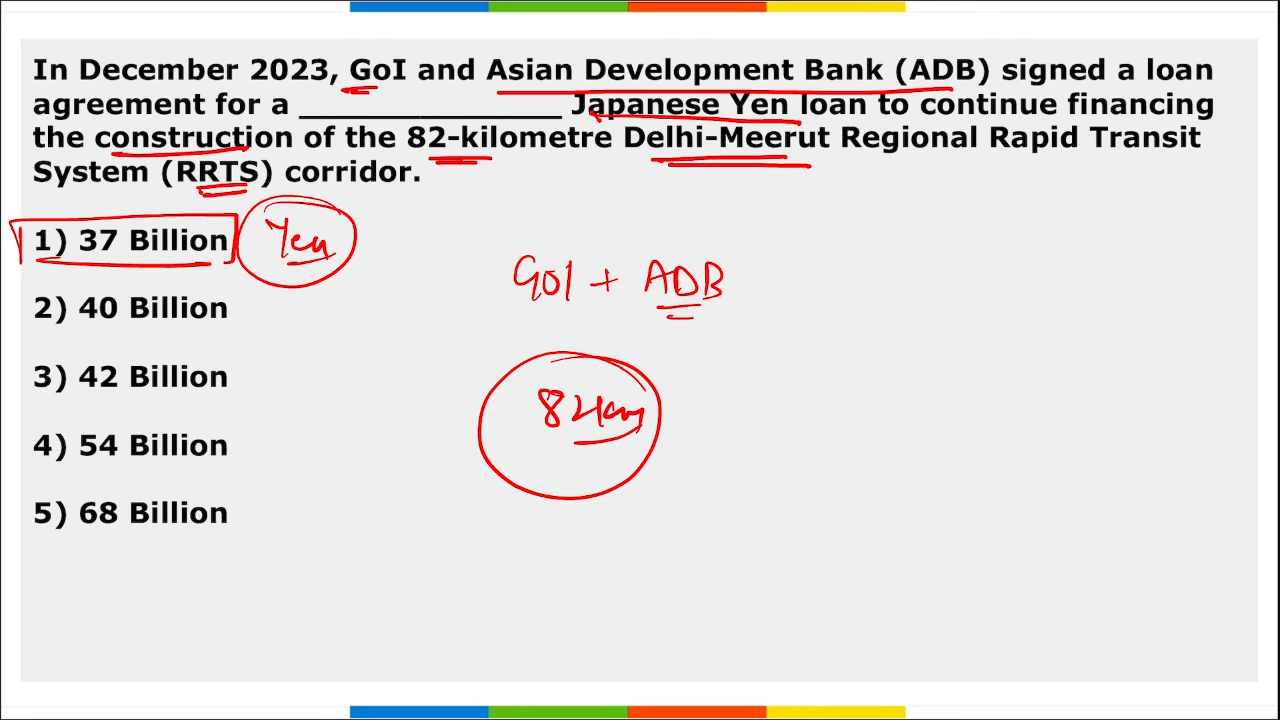 In December 2023, GoI and Asian Development Bank (ADB) signed a loan
agreement for a _________________ Japanese Yen loan to continue financing
the construction of the 82-kilometre Delhi-Meerut Regional Rapid Transit
System (RRTS) corridor.
1) 37 Billion Yen
GOI + ADB
2) 40 Billion
3) 42 Billion
82km
4) 54 Billion
5) 68 Billion